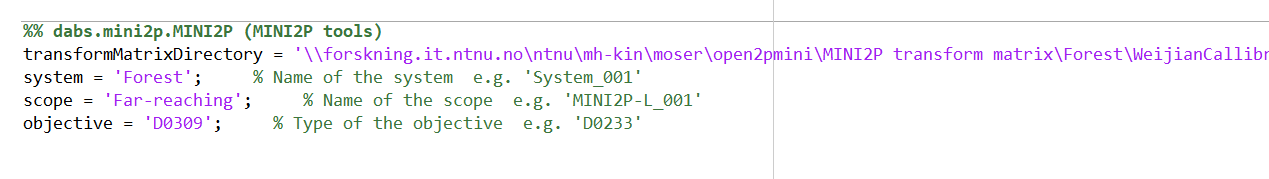 %% dabs.mini2p.MINI2P (MINI2P tools)
transformMatrixDirectory = '\\forskning.it.ntnu.no\ntnu\mh-kin\moser\open2pmini\MINI2P transform matrix\Forest\WeijianCallibr
system = 'Forest';     % Name of the system  e.g. 'System_001'
scope = 'Far-reaching';     % Name of the scope  e.g. 'MINI2P-L_001'
objective = 'D0309';     % Type of the objective  e.g. 'D0233'